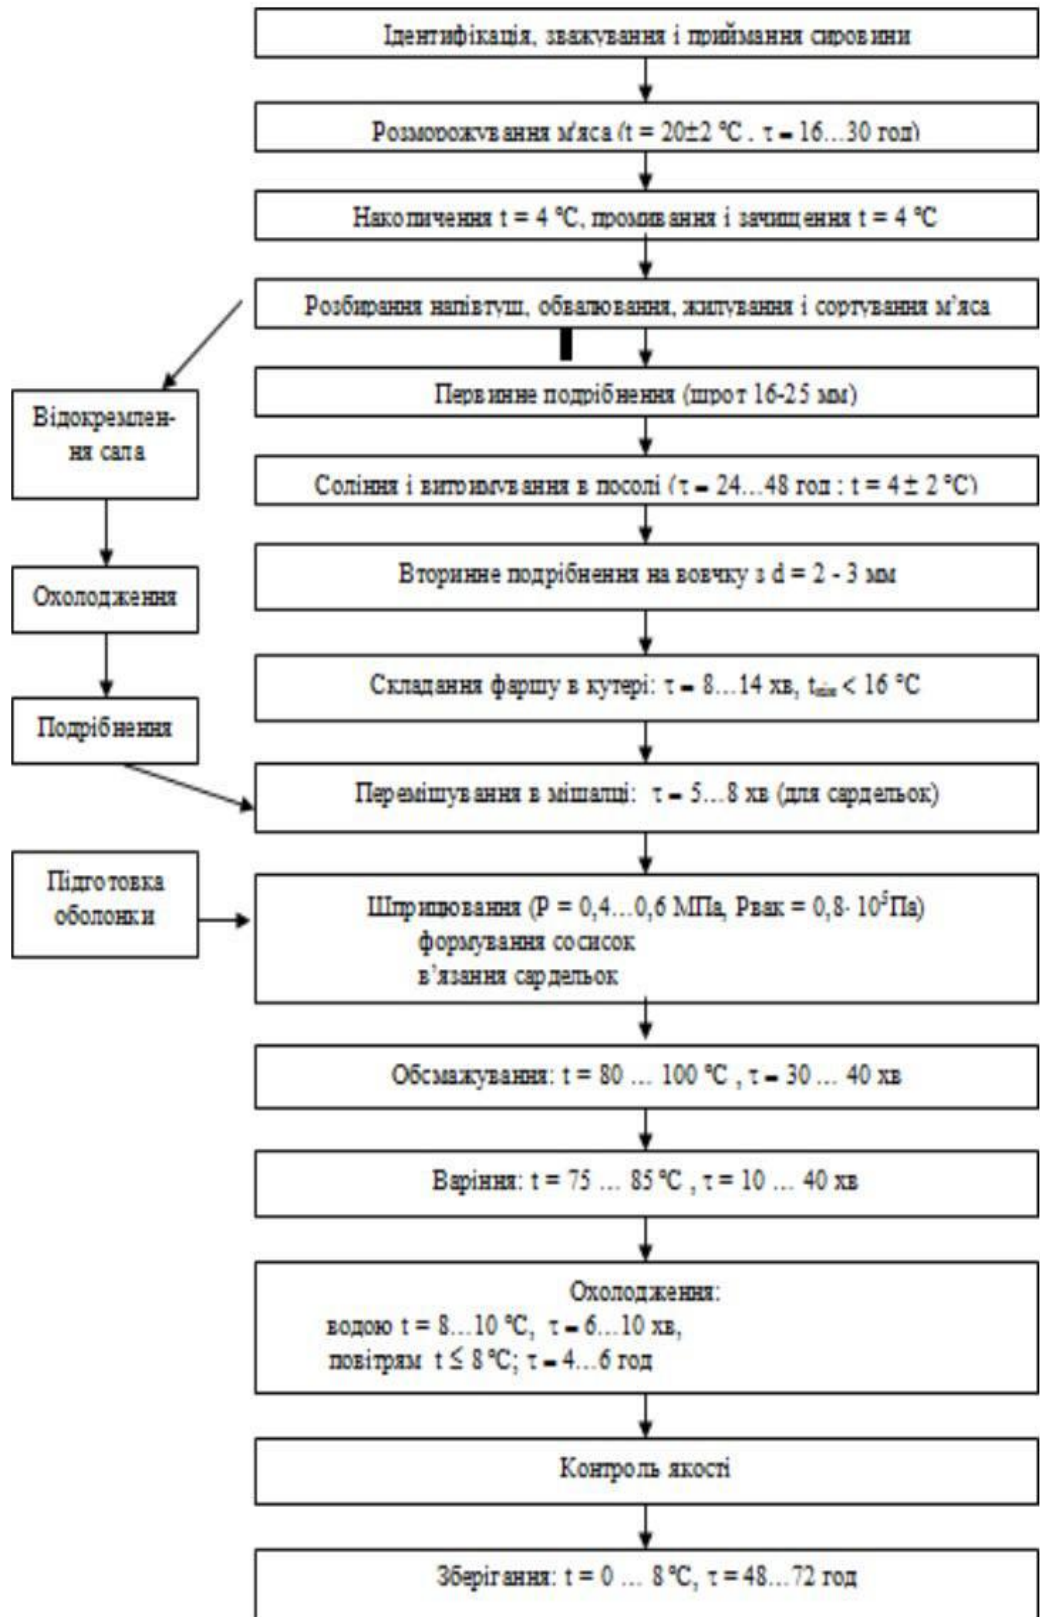 Ідентифікація, зважування і приймання сировини
Розморожування м'яса (t = 20±2 °C , τ = 16…30 год)
Накопичення t = 4 °C, промивання і зачищення t = 4 °C
Розбирання напівтуш, обвалювання, жилування і сортування м’яса
Первинне подрібнення (шрот 16-25 мм)
Відокремлен-
ня сала
Соління і витримування в посолі (τ = 24…48 год ; t = 4 ± 2 °C)
Вторинне подрібнення на вовчку з d = 2 - 3 мм
Охолодження
Складання фаршу в кутері: τ = 8…14 хв, t < 16 °C
Подрібнення
Перемішування в мішалці: τ = 5…8 хв (для сардельок)
Підготовка
оболонки
Шприцювання (P = 0,4…0,6 МПа, Pвак = 0,8· 10⁵Па)
формування сосисок
в’язання сардельок
Обсмажування: t = 80 … 100 °C , τ = 30 … 40 хв
Варіння: t = 75 … 85 °C , τ = 10 … 40 хв
Охолодження:
водою t = 8…10 °C, τ = 6…10 хв,
повітрям t ≤ 8 °C; τ = 4…6 год
Контроль якості
Зберігання: t = 0 … 8 °C, τ = 48…72 год